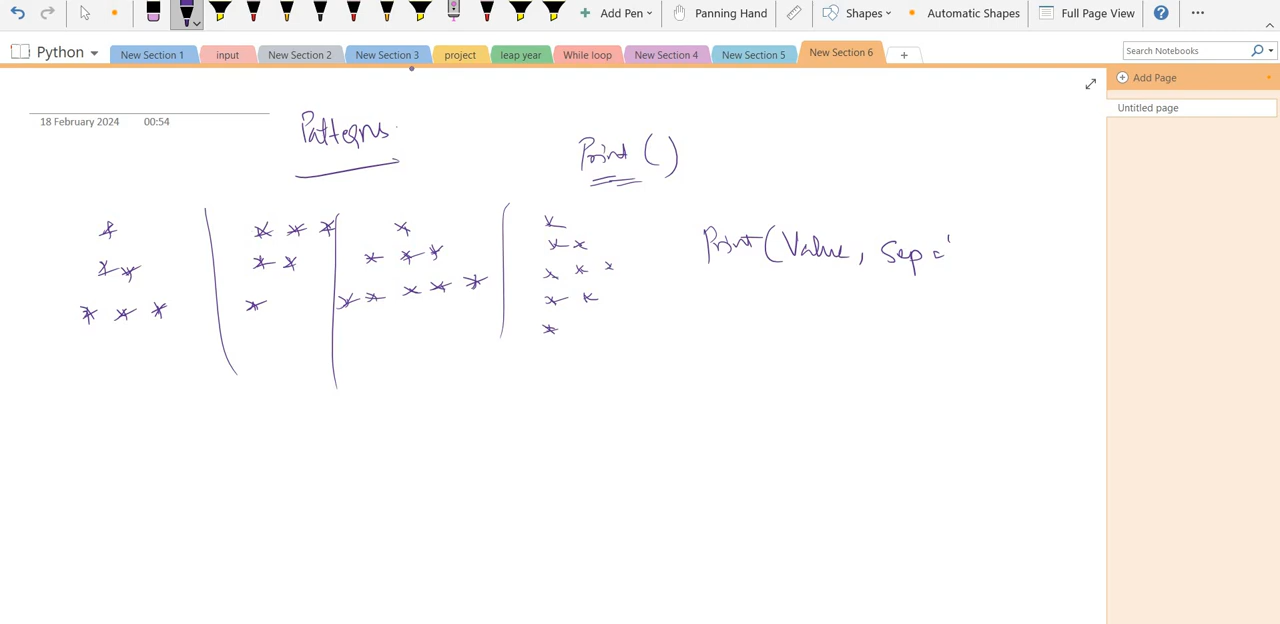 Add Pen
Panning Hand
Shapes
Automatic Shapes
Full Page View
Python
New Section 1
input
New Section 2
New Section 3
project
leap year
While loop
New Section 4
New Section 5
New Section 6
Search Notebooks
Add Page
Untitled page
18 February 2024 00:54
Patterns
Print ( )
* * * * *
* * * * * * * * *
* * * * * * * * * * * *
* *
*
Print (Value, Sep = '